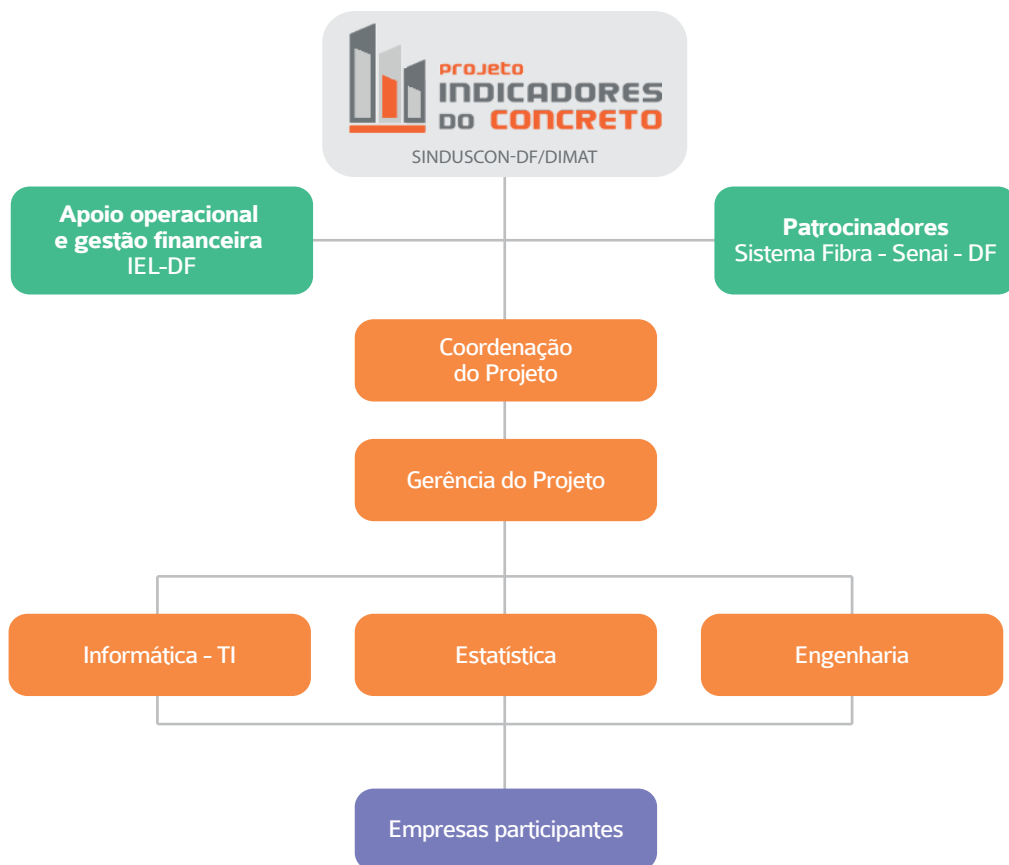 PROJETO
INDICADORES
DO CONCRETO
SINDUSCON-DF/DIMAT
Apoio operacional
e gestão financeira
IEL-DF
Patrocinadores
Sistema Fibra - Senai - DF
Coordenação
do Projeto
Gerência do Projeto
Informática - TI
Estatística
Engenharia
Empresas participantes